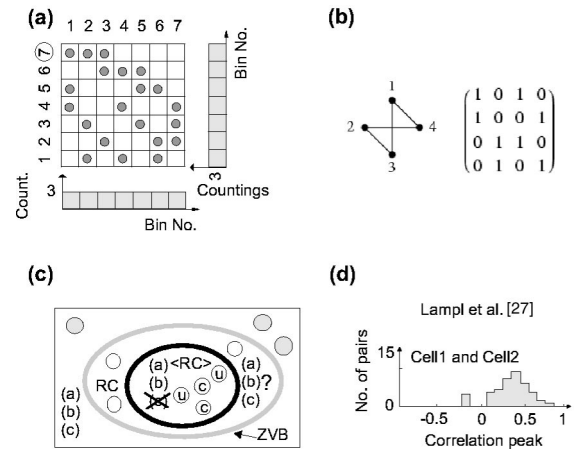 (a)
1 2 3 4 5 6 7
7
6
5
4
3
2
1
Bin No.
3
Countings
Count.
3
Bin No.
(b)
1
2
4
3
1 0 1 0
1 0 0 1
0 1 1 0
0 1 0 1
(c)
(a) <RC>
(b)
u
u
c
c
RC
(a)
(b)?
(c)
(a)
(b)
(c)
ZVB
(d)
Lampl et al. [27]
No. of pairs
15
Cell1 and Cell2
0
-0.5 0 0.5 1
Correlation peak